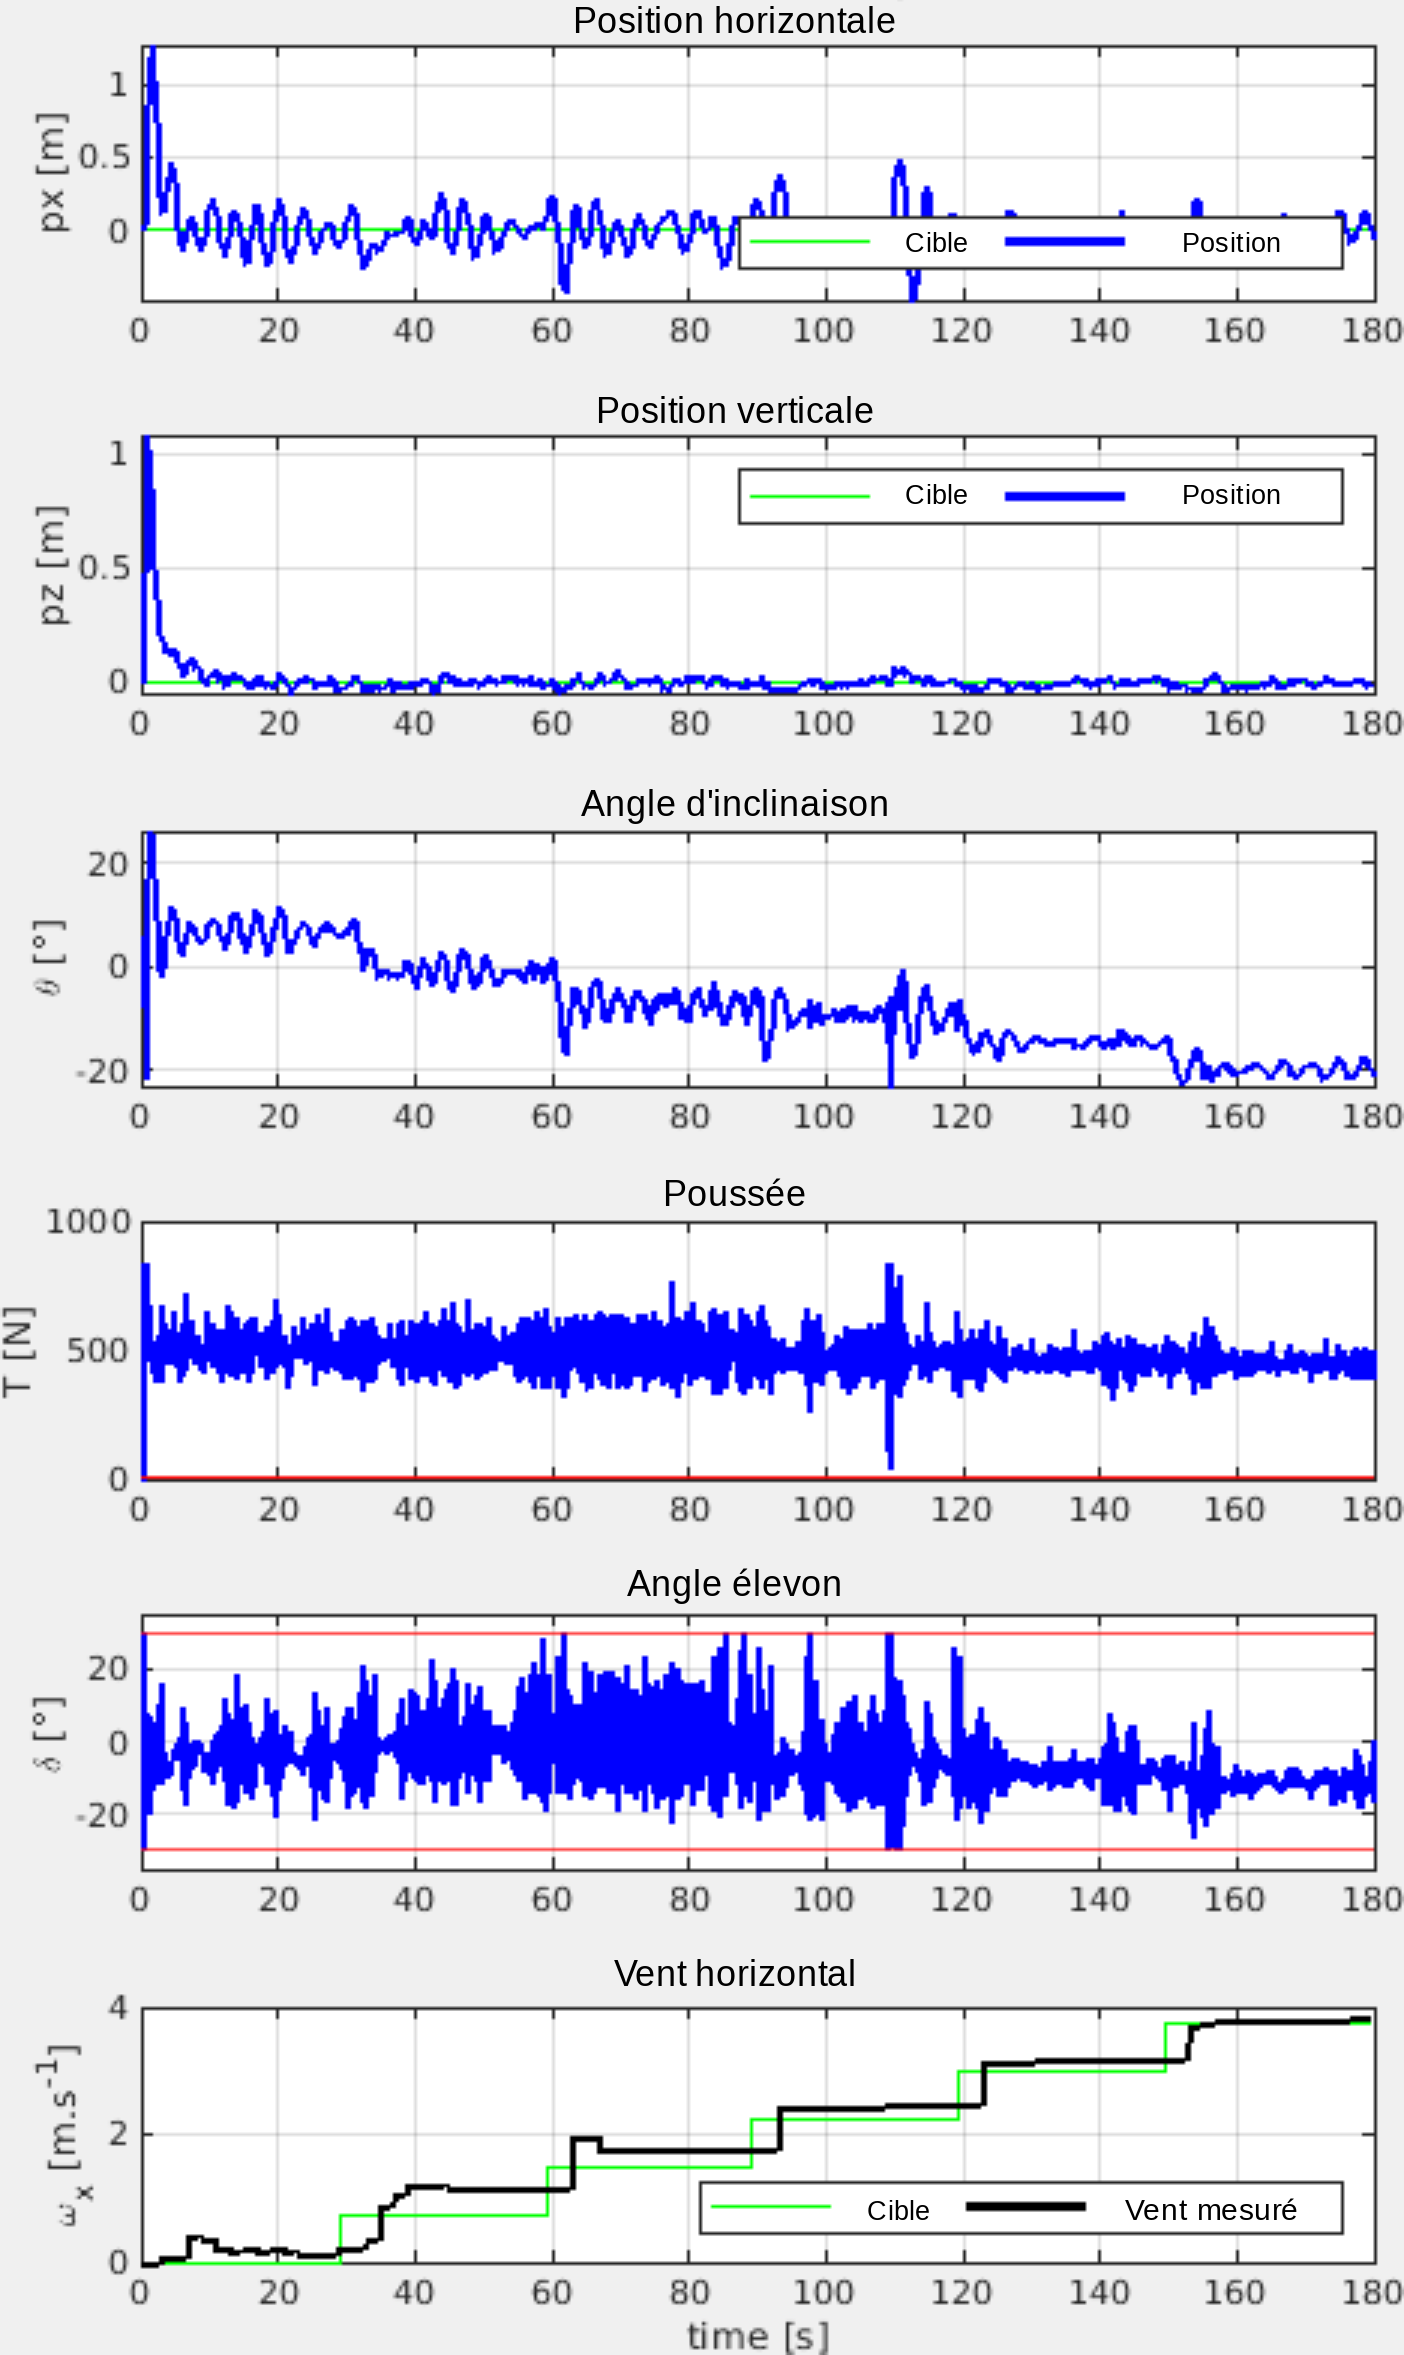 Position horizontale
px [m]
1
0.5
0
Cible Position
0 20 40 60 80 100 120 140 160 180
Position verticale
pz [m]
1
0.5
0
Cible Position
0 20 40 60 80 100 120 140 160 180
Angle d'inclinaison
θ [°]
20
0
-20
0 20 40 60 80 100 120 140 160 180
Poussée
T [N]
1000
500
0
0 20 40 60 80 100 120 140 160 180
Angle élevon
δ [°]
20
0
-20
0 20 40 60 80 100 120 140 160 180
Vent horizontal
ω_x [m.s^-1]
4
2
0
Cible Vent mesuré
0 20 40 60 80 100 120 140 160 180
time [s]